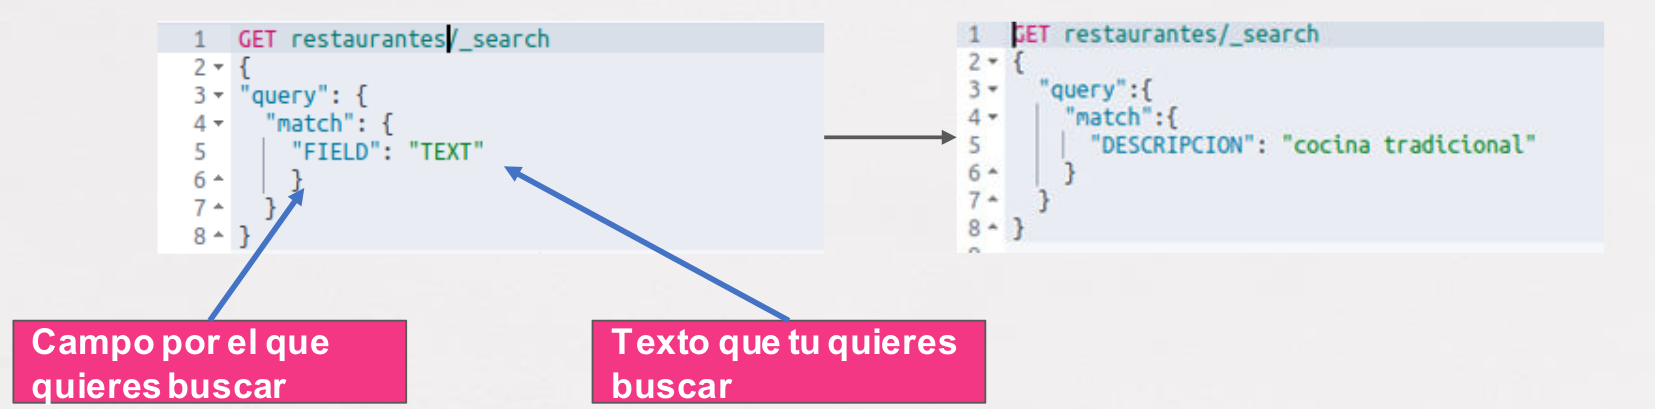 1 GET restaurantes/_search
2 {
3 "query": {
4 "match": {
5 "FIELD": "TEXT"
6 }
7 }
8 }
1 GET restaurantes/_search
2 {
3 "query":{
4 "match":{
5 "DESCRIPCION": "cocina tradicional"
6 }
7 }
8 }
Campo por el que
quieres buscar
Texto que tu quieres
buscar